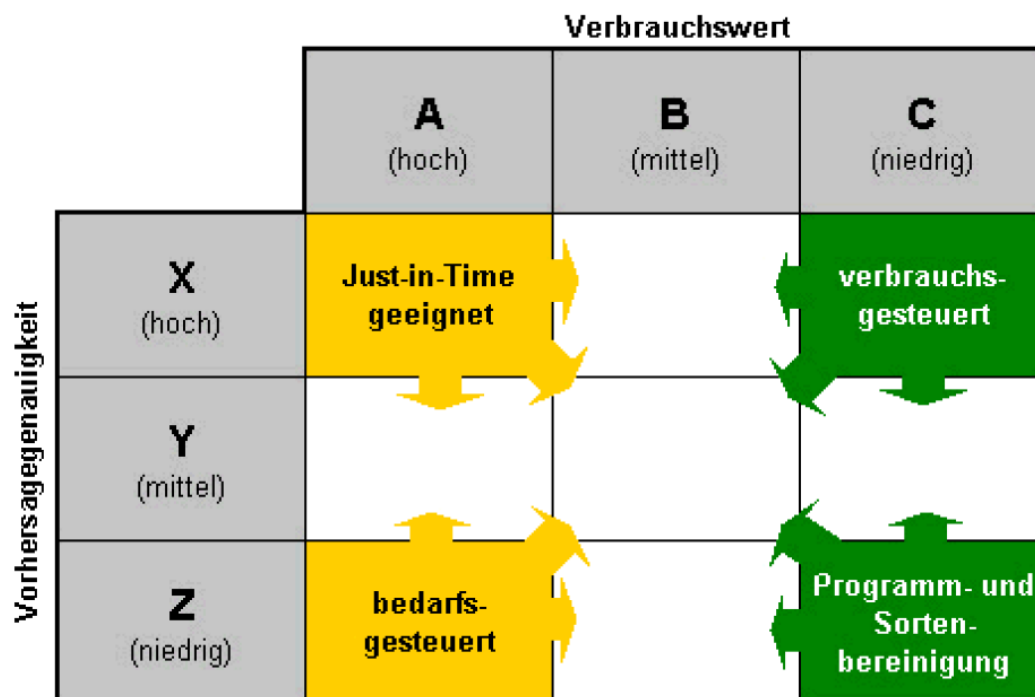 Verbrauchswert
A
(hoch)
B
(mittel)
C
(niedrig)
Vorhersagegenauigkeit
X
(hoch)
Just-in-Time
geeignet
verbrauchs-
gesteuert
Y
(mittel)
Z
(niedrig)
bedarfs-
gesteuert
Programm- und
Sorten-
bereinigung